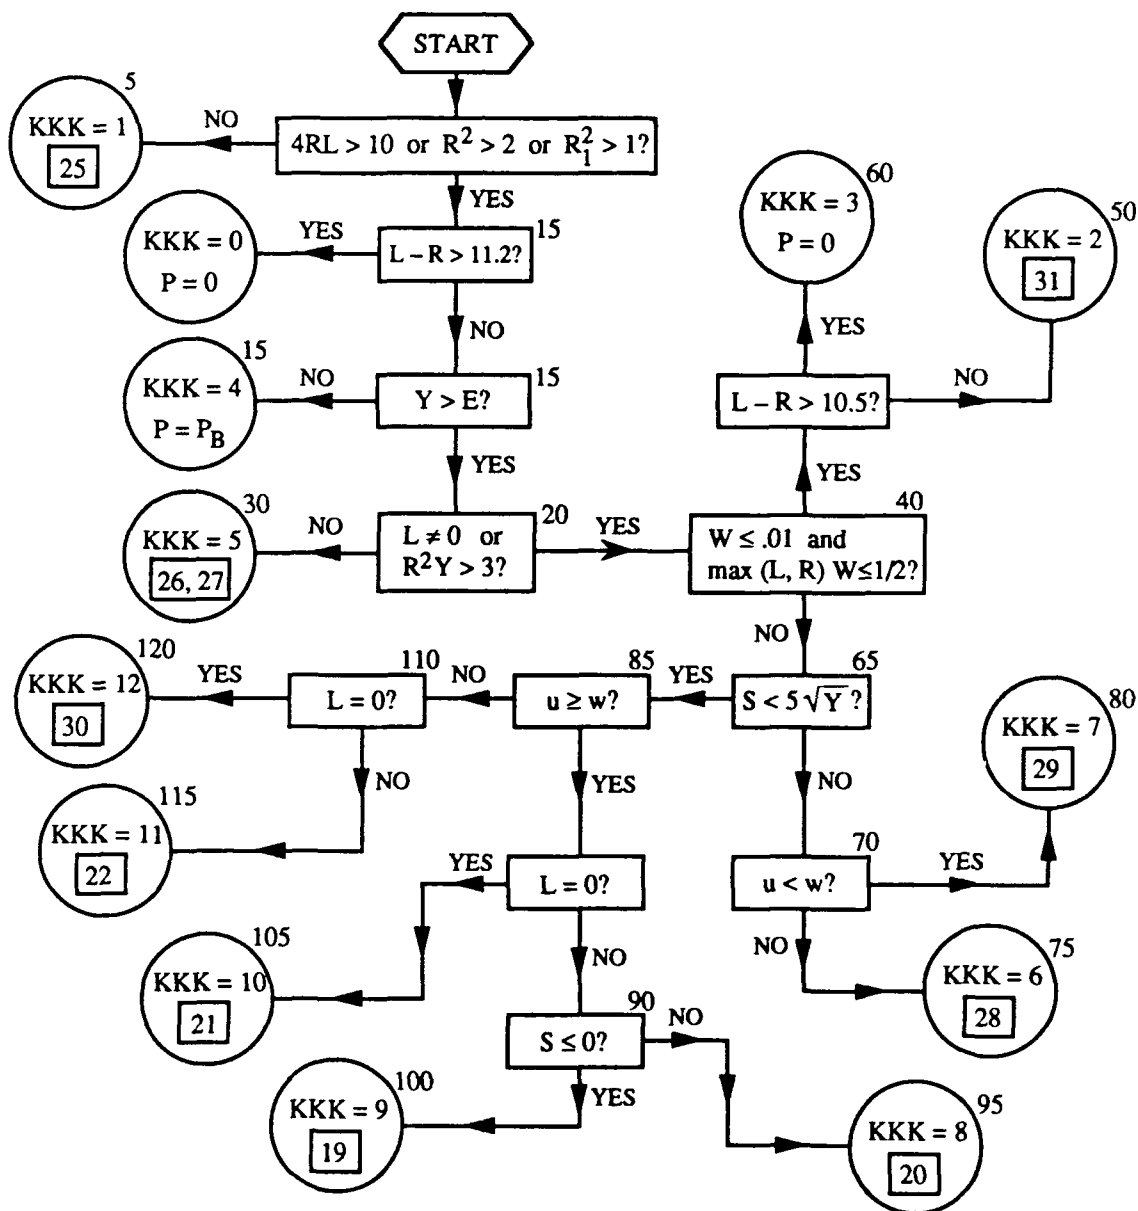 START
5
KKK = 1
25
NO
4RL > 10 or R² > 2 or R₁² > 1?
YES
60
KKK = 3
P = 0
50
KKK = 2
31
KKK = 0
P = 0
YES
15
L – R > 11.2?
NO
YES
15
KKK = 4
P = P_B
NO
15
Y > E?
L – R > 10.5?
NO
YES
YES
30
KKK = 5
26, 27
NO
20
L ≠ 0 or
R²Y > 3?
YES
40
W ≤ .01 and
max (L, R) W≤1/2?
NO
120
KKK = 12
30
YES
110
L = 0?
NO
85
u ≥ w?
YES
65
S < 5√Y ?
80
KKK = 7
29
NO
YES
NO
115
KKK = 11
22
YES
L = 0?
70
u < w?
YES
105
KKK = 10
21
NO
NO
75
KKK = 6
28
90
S ≤ 0?
NO
100
KKK = 9
19
YES
95
KKK = 8
20